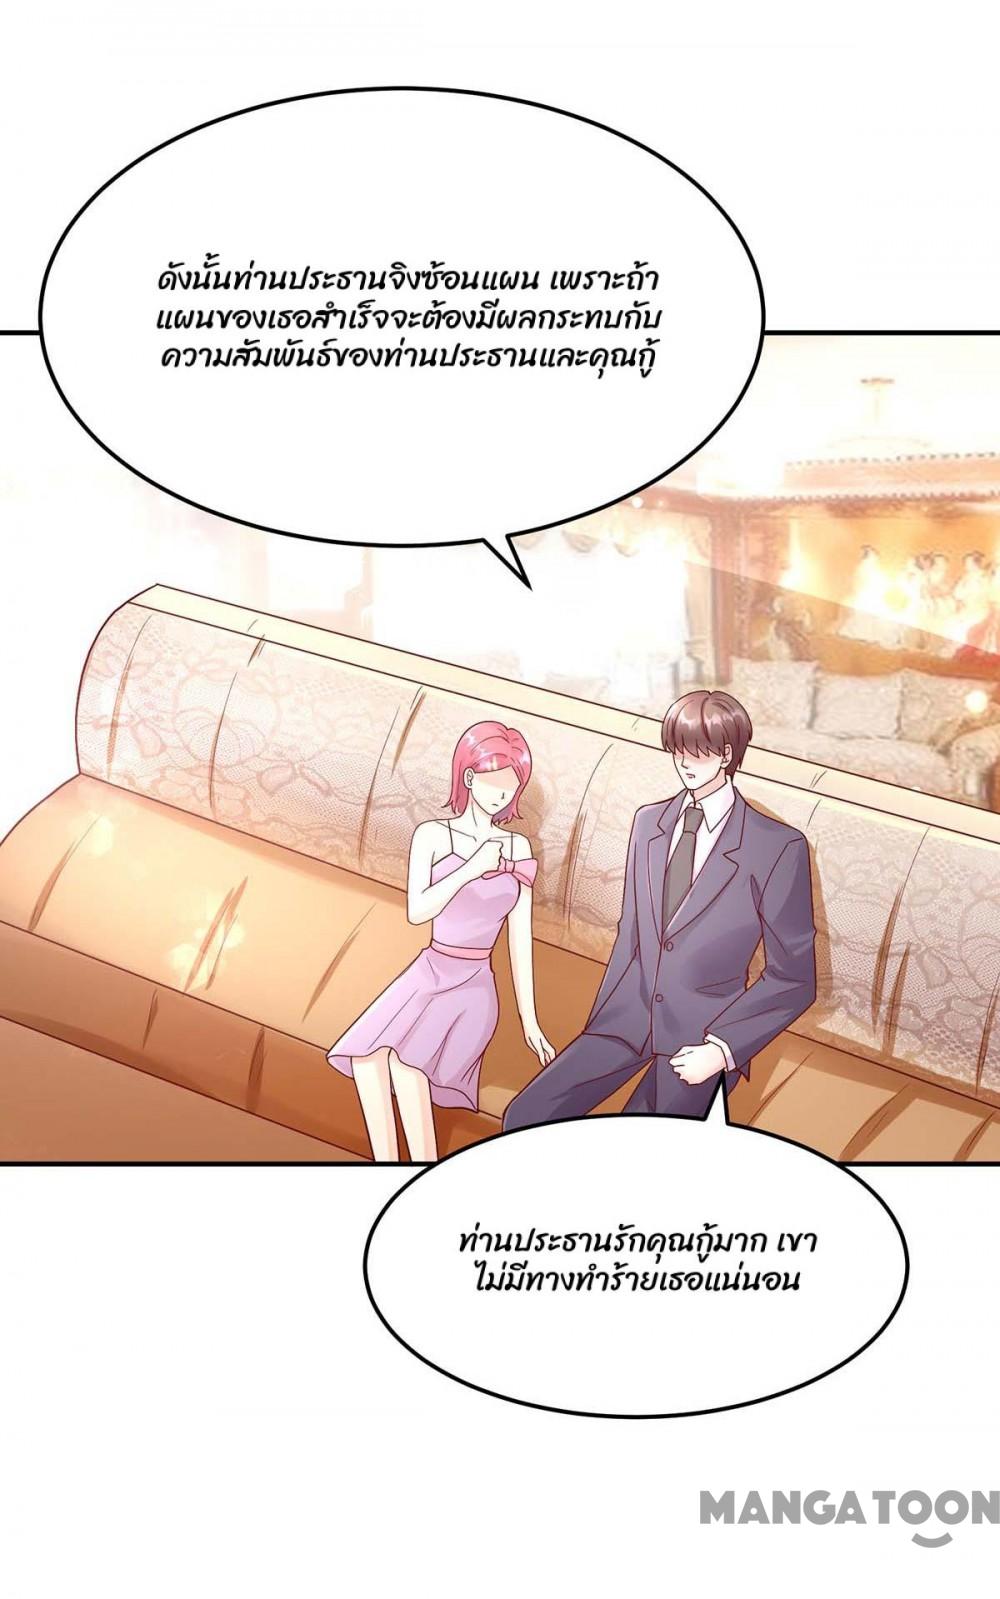 ดังนั้นท่านประธานจึงซ้อนแผน เพราะถ้า
แผนของเธอสำเร็จจะต้องมีผลกระทบกับ
ความสัมพันธ์ของท่านประธานและคุณกู้
ท่านประธานรักคุณกู้มาก เขา
ไม่มีทางทำร้ายเธอแน่นอน
MANGATOON